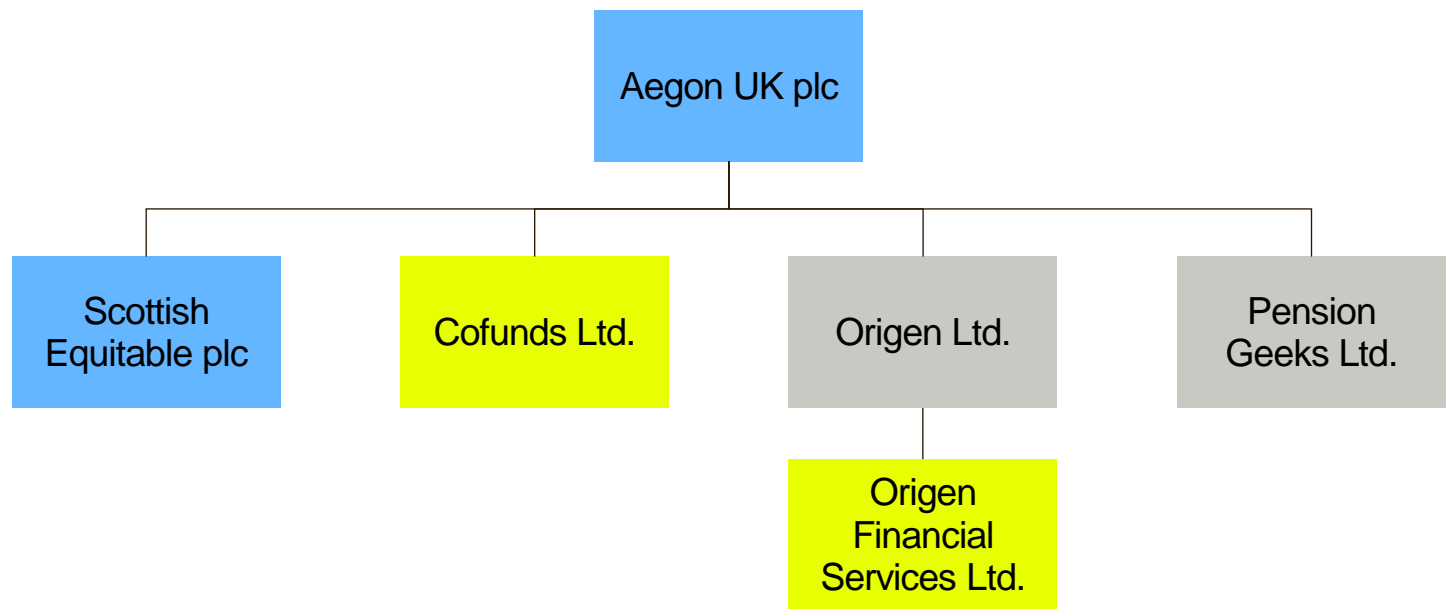 Aegon UK plc
Scottish
Equitable plc
Cofunds Ltd.
Origen Ltd.
Pension
Geeks Ltd.
Origen
Financial
Services Ltd.